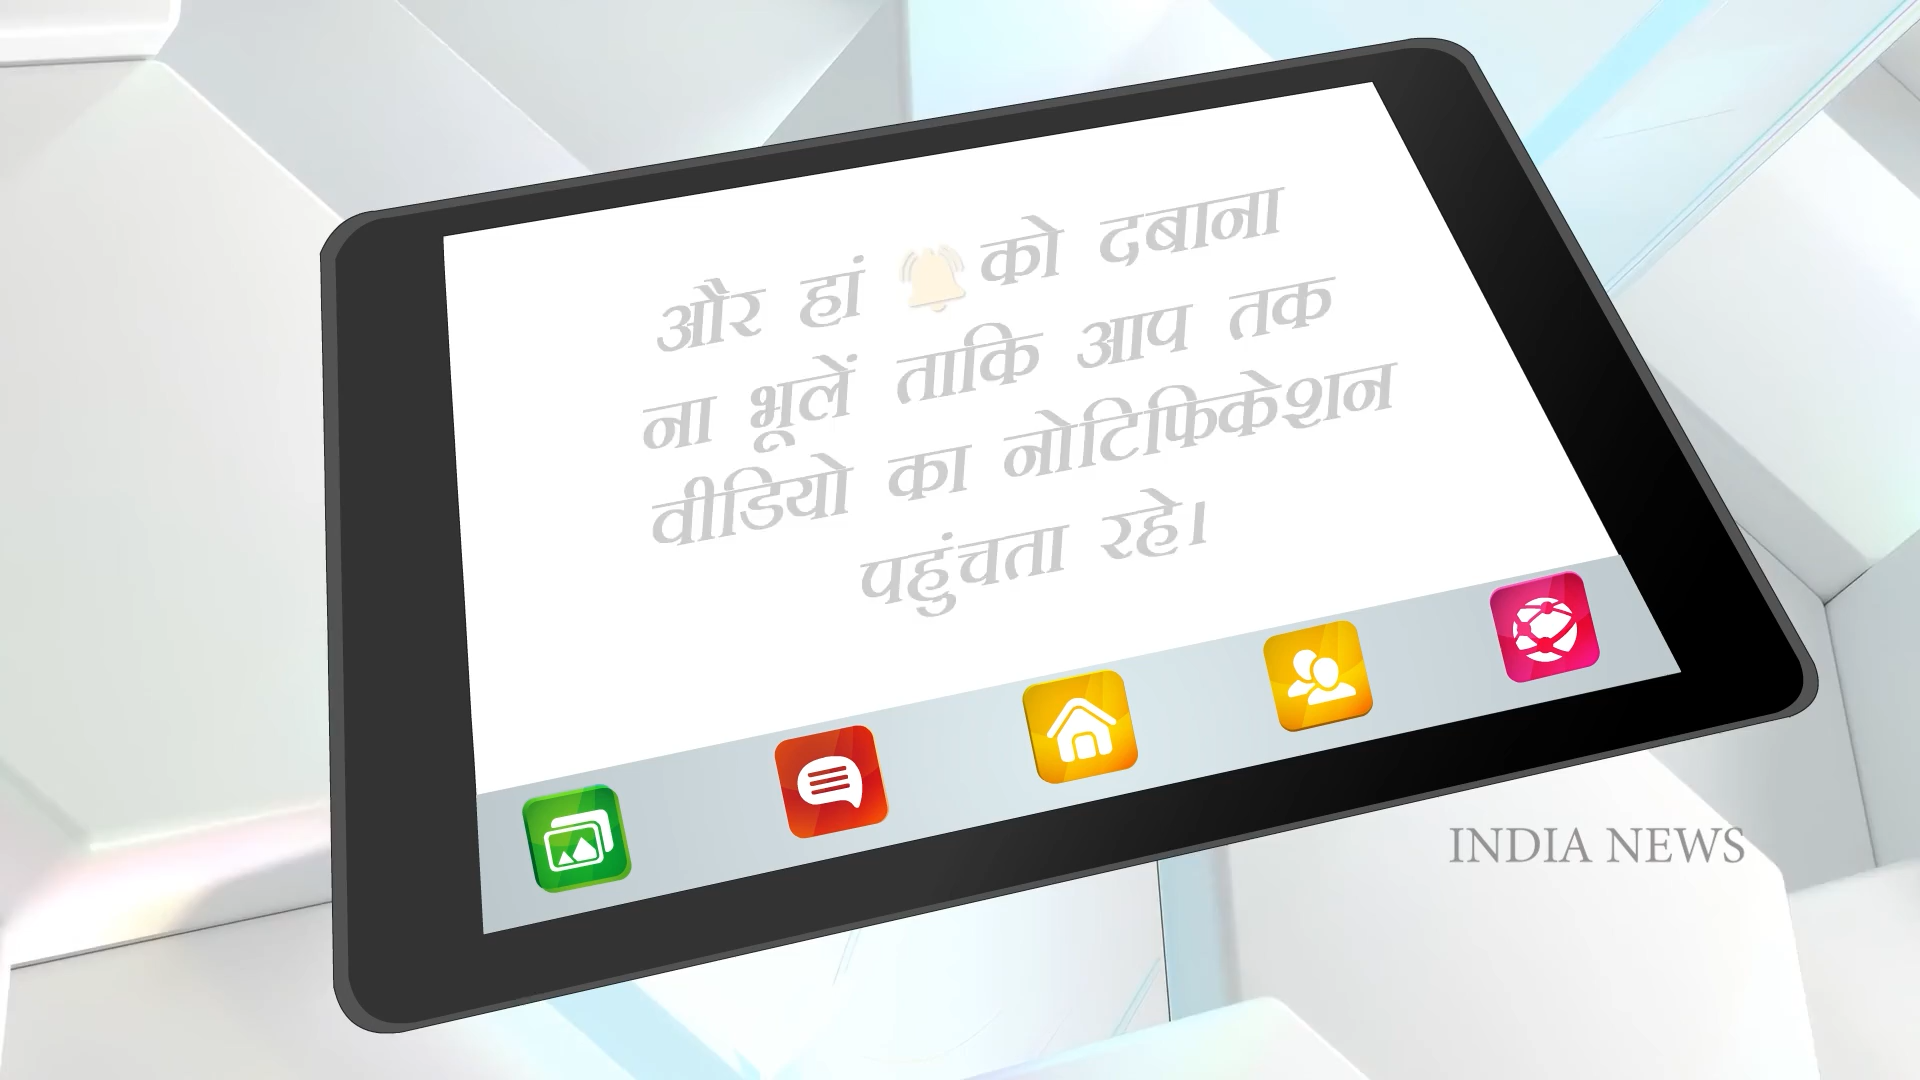 और हां 🔔 को दबाना
ना भूलें ताकि आप तक
वीडियो का नोटिफिकेशन
पहुंचता रहे।
INDIA NEWS